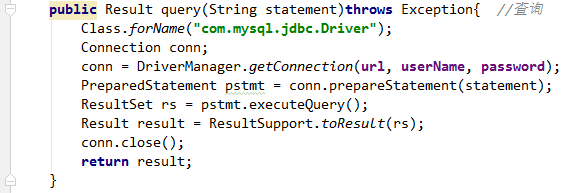 public Result query(String statement)throws Exception{  //查询
    Class.forName("com.mysql.jdbc.Driver");
    Connection conn;
    conn = DriverManager.getConnection(url, userName, password);
    PreparedStatement pstmt = conn.prepareStatement(statement);
    ResultSet rs = pstmt.executeQuery();
    Result result = ResultSupport.toResult(rs);
    conn.close();
    return result;
}